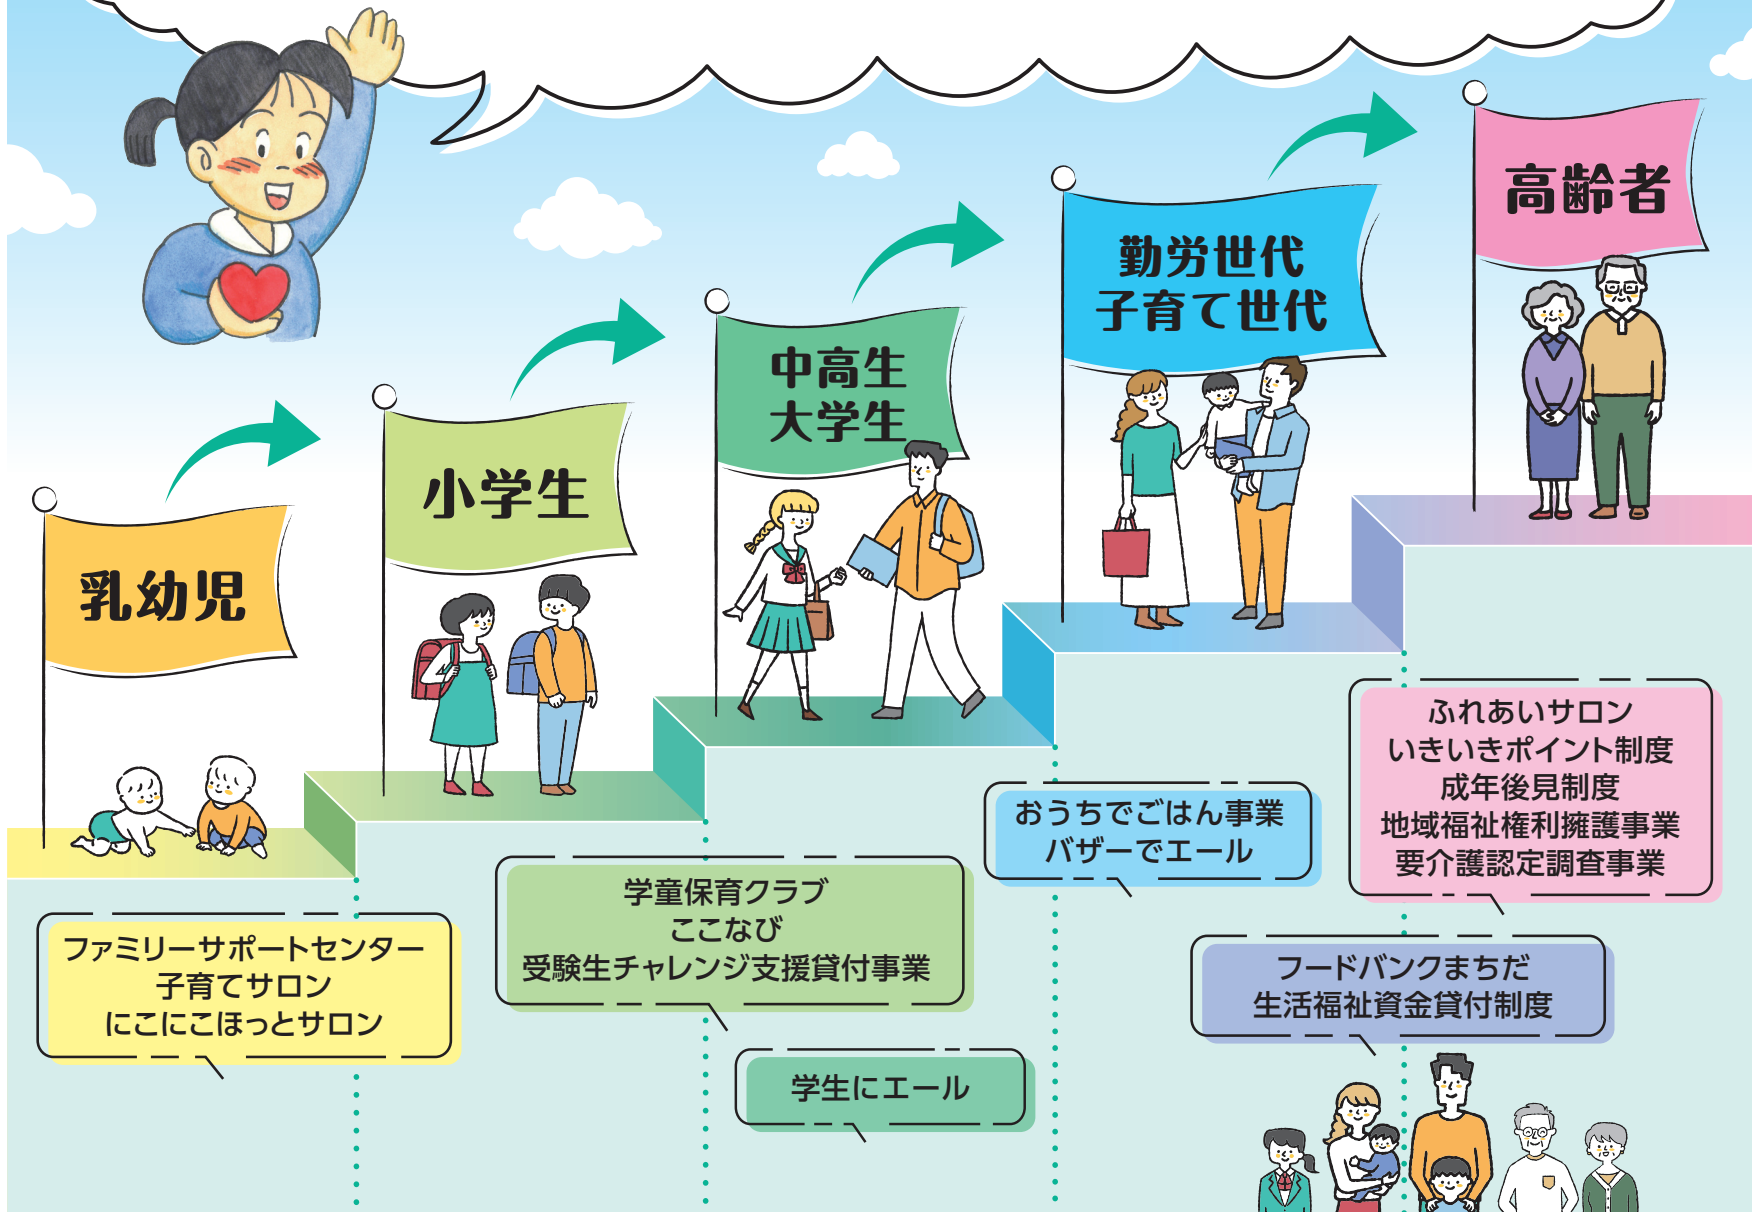 乳幼児
小学生
中高生
大学生
勤労世代
子育て世代
高齢者
ファミリーサポートセンター
子育てサロン
にこにこほっとサロン
学童保育クラブ
ここなび
受験生チャレンジ支援貸付事業
学生にエール
おうちでごはん事業
バザーでエール
ふれあいサロン
いきいきポイント制度
成年後見制度
地域福祉権利擁護事業
要介護認定調査事業
フードバンクまちだ
生活福祉資金貸付制度